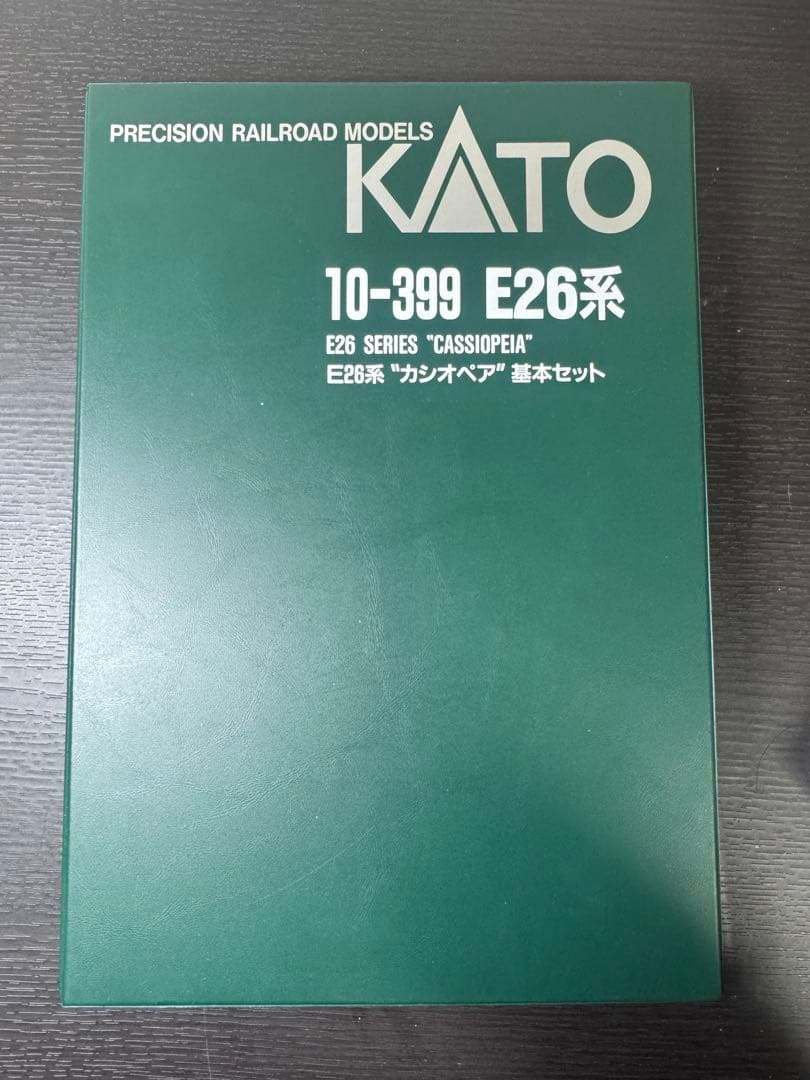 PRECISION RAILROAD MODELS
KATO
10-399 E26系
E26 SERIES "CASSIOPEIA"
E26系 "カシオペア" 基本セット